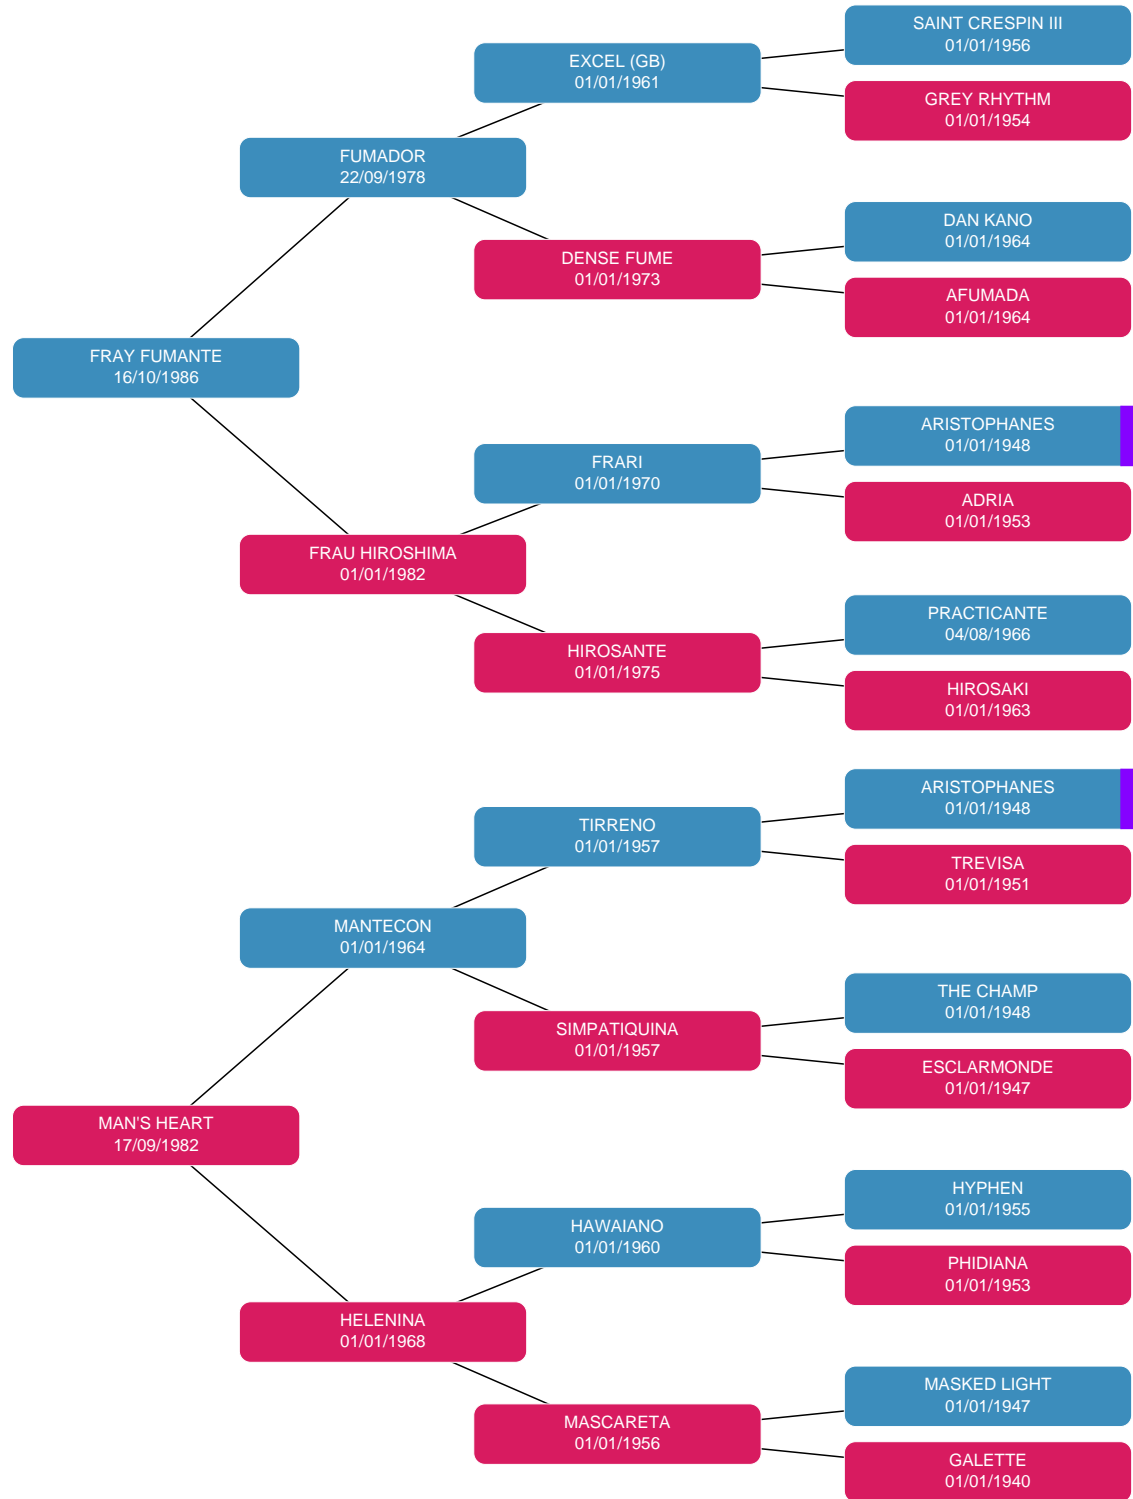 SAINT CRESPIN III
01/01/1956
EXCEL (GB)
01/01/1961
GREY RHYTHM
01/01/1954
FUMADOR
22/09/1978
DAN KANO
01/01/1964
DENSE FUME
01/01/1973
AFUMADA
01/01/1964
FRAY FUMANTE
16/10/1986
ARISTOPHANES
01/01/1948
FRARI
01/01/1970
ADRIA
01/01/1953
FRAU HIROSHIMA
01/01/1982
PRACTICANTE
04/08/1966
HIROSANTE
01/01/1975
HIROSAKI
01/01/1963
ARISTOPHANES
01/01/1948
TIRRENO
01/01/1957
TREVISA
01/01/1951
MANTECON
01/01/1964
THE CHAMP
01/01/1948
SIMPATIQUINA
01/01/1957
ESCLARMONDE
01/01/1947
MAN'S HEART
17/09/1982
HYPHEN
01/01/1955
HAWAIANO
01/01/1960
PHIDIANA
01/01/1953
HELENINA
01/01/1968
MASKED LIGHT
01/01/1947
MASCARETA
01/01/1956
GALETTE
01/01/1940